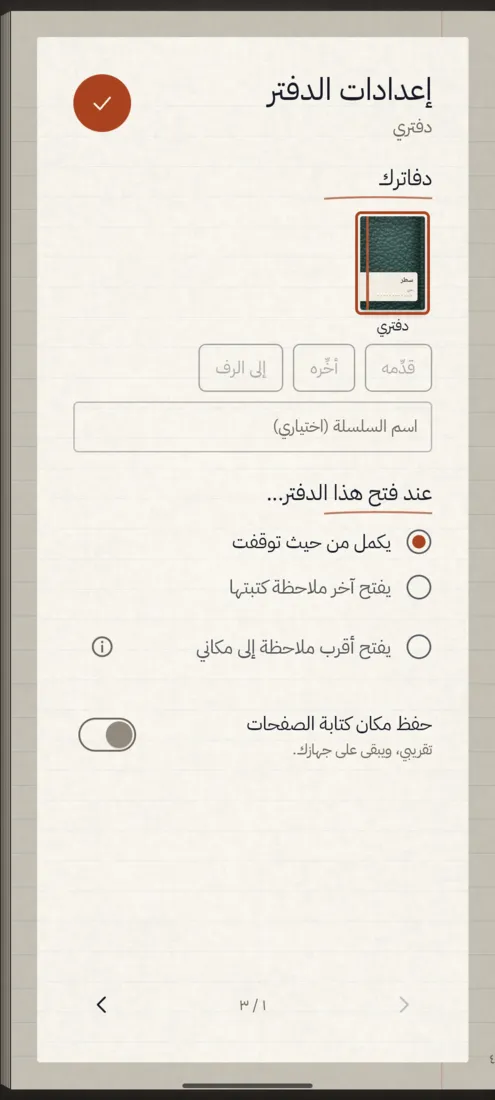 إعدادات الدفتر
دفتري
دفاترك
سطر
دفتري
قدِّمه
أخِّره
إلى الرف
اسم السلسلة (اختياري)
عند فتح هذا الدفتر...
يكمل من حيث توقفت
يفتح آخر ملاحظة كتبتها
يفتح أقرب ملاحظة إلى مكاني
حفظ مكان كتابة الصفحات
تقريبي، ويبقى على جهازك.
١ / ٣